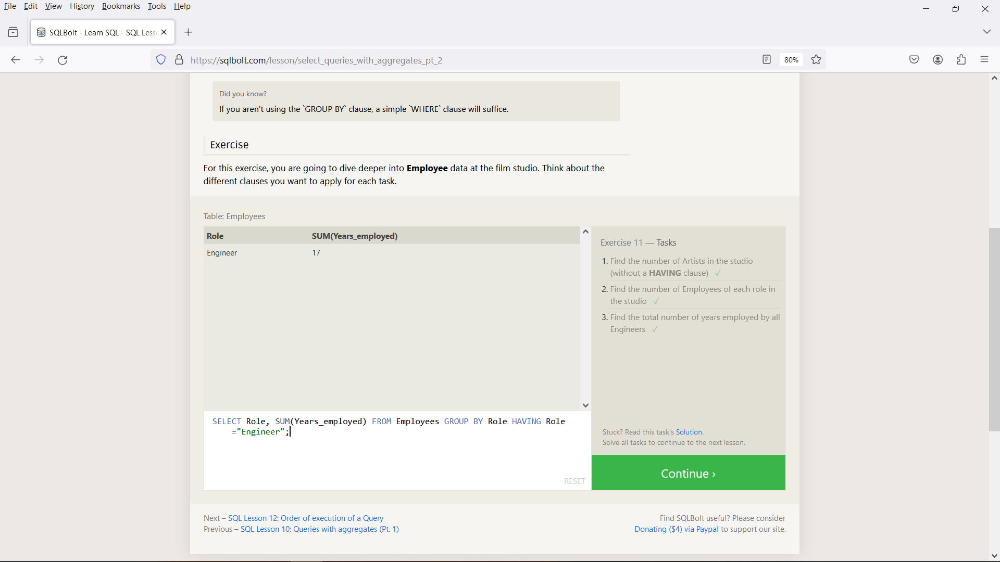 File Edit View History Bookmarks Tools Help
SQLBolt - Learn SQL - SQL Less
https://sqlbolt.com/lesson/select_queries_with_aggregates_pt_2
80%
Did you know?
If you aren't using the `GROUP BY` clause, a simple `WHERE` clause will suffice.
Exercise
For this exercise, you are going to dive deeper into Employee data at the film studio. Think about the
different clauses you want to apply for each task.
Table: Employees
Role SUM(Years_employed)
Engineer 17
Exercise 11 — Tasks
1. Find the number of Artists in the studio
(without a HAVING clause) ✓
2. Find the number of Employees of each role in
the studio ✓
3. Find the total number of years employed by all
Engineers ✓
SELECT Role, SUM(Years_employed) FROM Employees GROUP BY Role HAVING Role
="Engineer";
RESET
Stuck? Read this task's Solution.
Solve all tasks to continue to the next lesson.
Continue ›
Next – SQL Lesson 12: Order of execution of a Query
Previous – SQL Lesson 10: Queries with aggregates (Pt. 1)
Find SQLBolt useful? Please consider
Donating ($4) via Paypal to support our site.